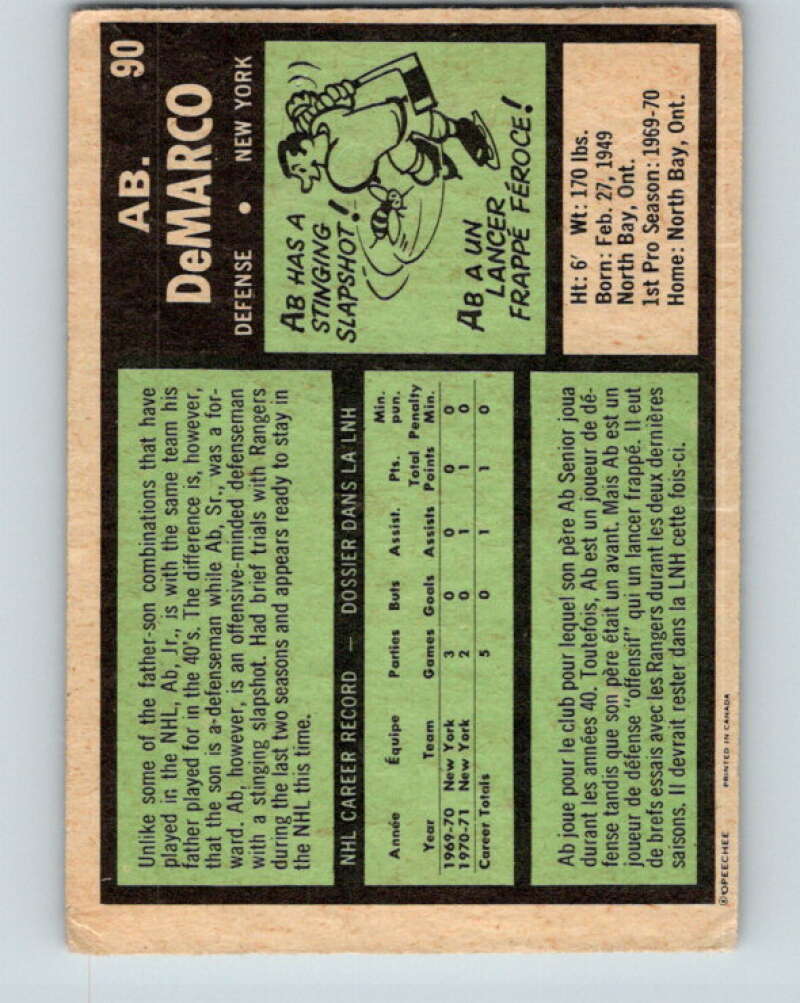 90
AB.
DeMARCO
DEFENSE • NEW YORK
Unlike some of the father-son combinations that have
played in the NHL, Ab, Jr., is with the same team his
father played for in the 40's. The difference is, however,
that the son is a defenseman while Ab, Sr., was a for-
ward. Ab, however, is an offensive-minded defenseman
with a stinging slapshot. Had brief trials with Rangers
during the last two seasons and appears ready to stay in
the NHL this time.
AB HAS A
STINGING
SLAPSHOT!
AB A UN
LANCER
FRAPPÉ FÉROCE!
NHL CAREER RECORD — DOSSIER DANS LA LNH
Année Équipe Parties Buts Assist. Pts. Min. pun.
Year Team Games Goals Assists Total Points Penalty Min.
1969-70 New York 3 0 0 0 0
1970-71 New York 2 0 1 1 0
Career Totals 5 0 1 1 0
Ht: 6′ Wt: 170 lbs.
Born: Feb. 27, 1949
North Bay, Ont.
1st Pro Season: 1969-70
Home: North Bay, Ont.
Ab joue pour le club pour lequel son père Ab Senior joua
durant les années 40. Toutefois, Ab est un joueur de dé-
fense tandis que son père était un avant. Mais Ab est un
joueur de défense "offensif" qui un lancer frappé. Il eut
de brefs essais avec les Rangers durant les deux dernières
saisons. Il devrait rester dans la LNH cette fois-ci.
®OPEECHEE PRINTED IN CANADA